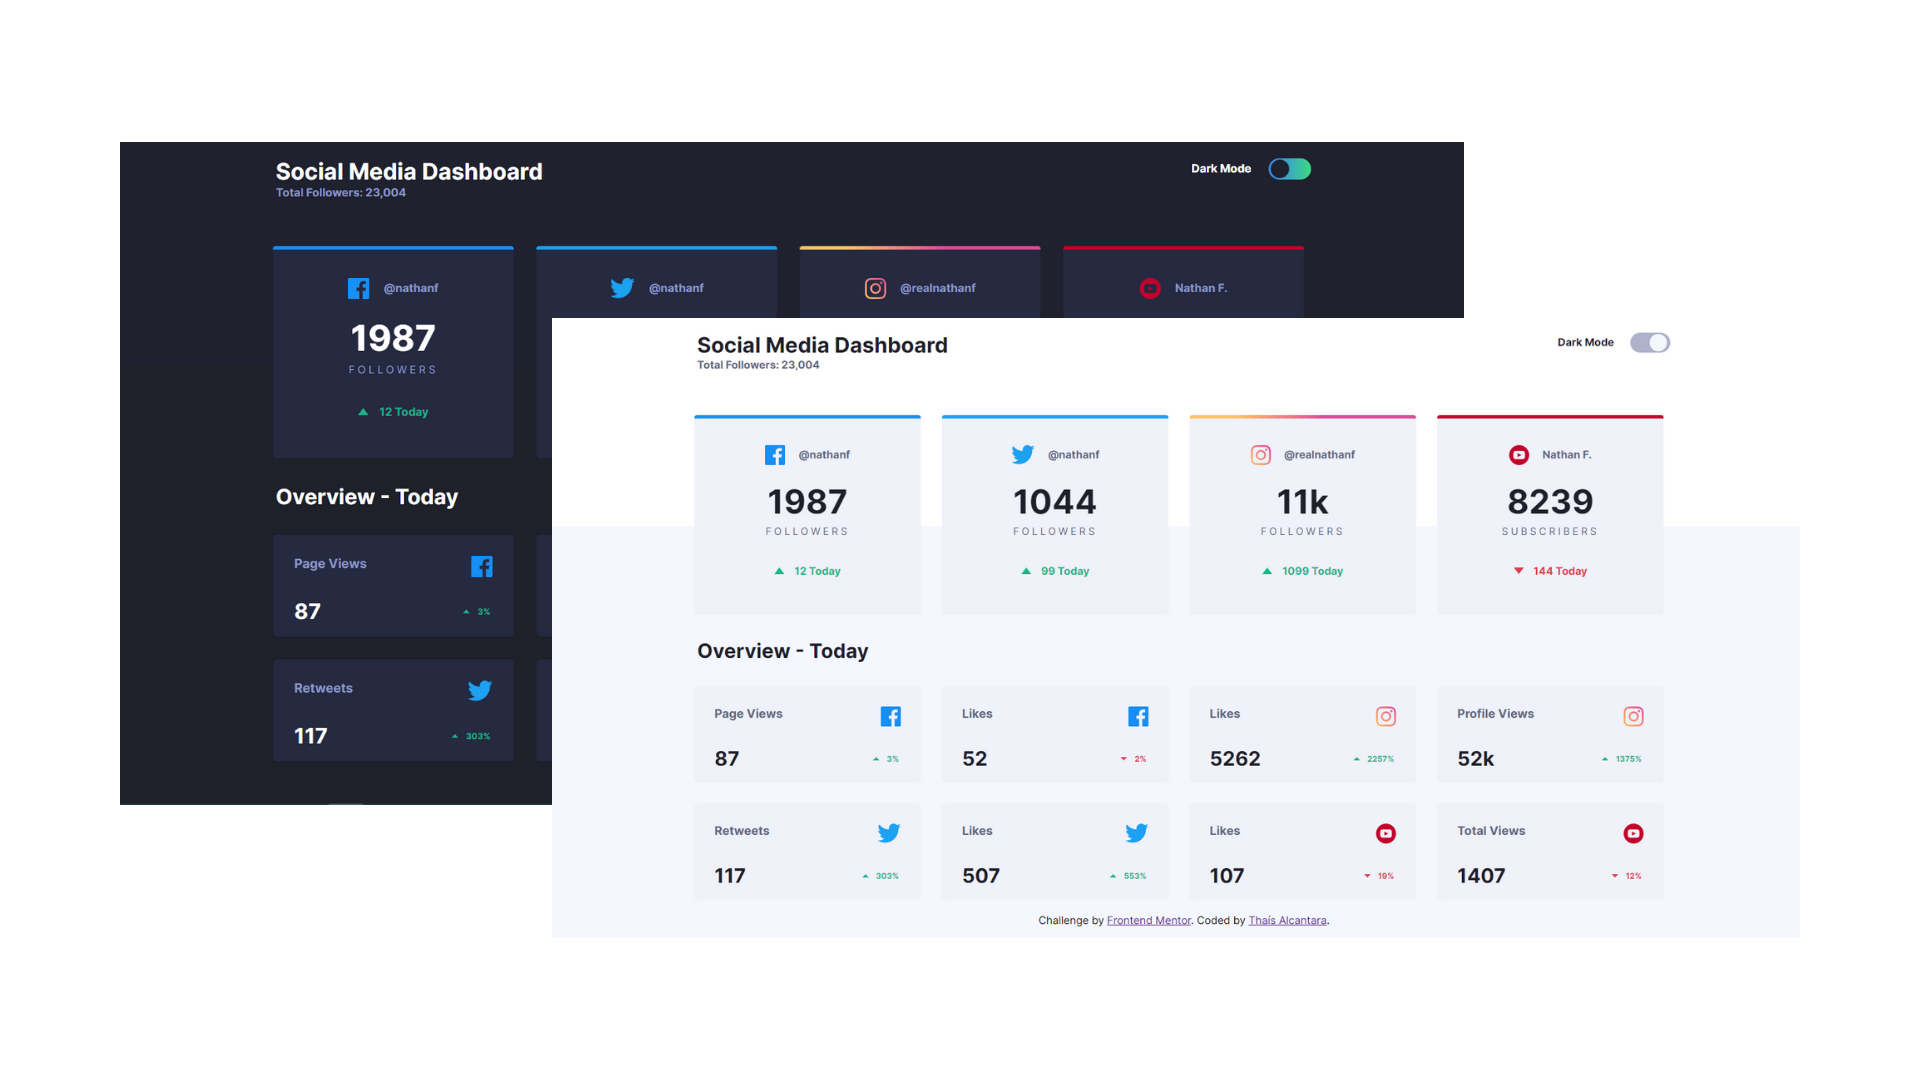 Social Media Dashboard
Total Followers: 23,004
Dark Mode
@nathanf
@nathanf
@realnathanf
Nathan F.
1987
FOLLOWERS
12 Today
Overview - Today
Page Views
87
3%
Retweets
117
303%
Social Media Dashboard
Total Followers: 23,004
Dark Mode
@nathanf
@nathanf
@realnathanf
Nathan F.
1987
1044
11k
8239
FOLLOWERS
FOLLOWERS
FOLLOWERS
SUBSCRIBERS
12 Today
99 Today
1099 Today
144 Today
Overview - Today
Page Views
Likes
Likes
Profile Views
87
3%
52
2%
5262
2257%
52k
1375%
Retweets
Likes
Likes
Total Views
117
303%
507
553%
107
19%
1407
12%
Challenge by Frontend Mentor. Coded by Thaís Alcantara.